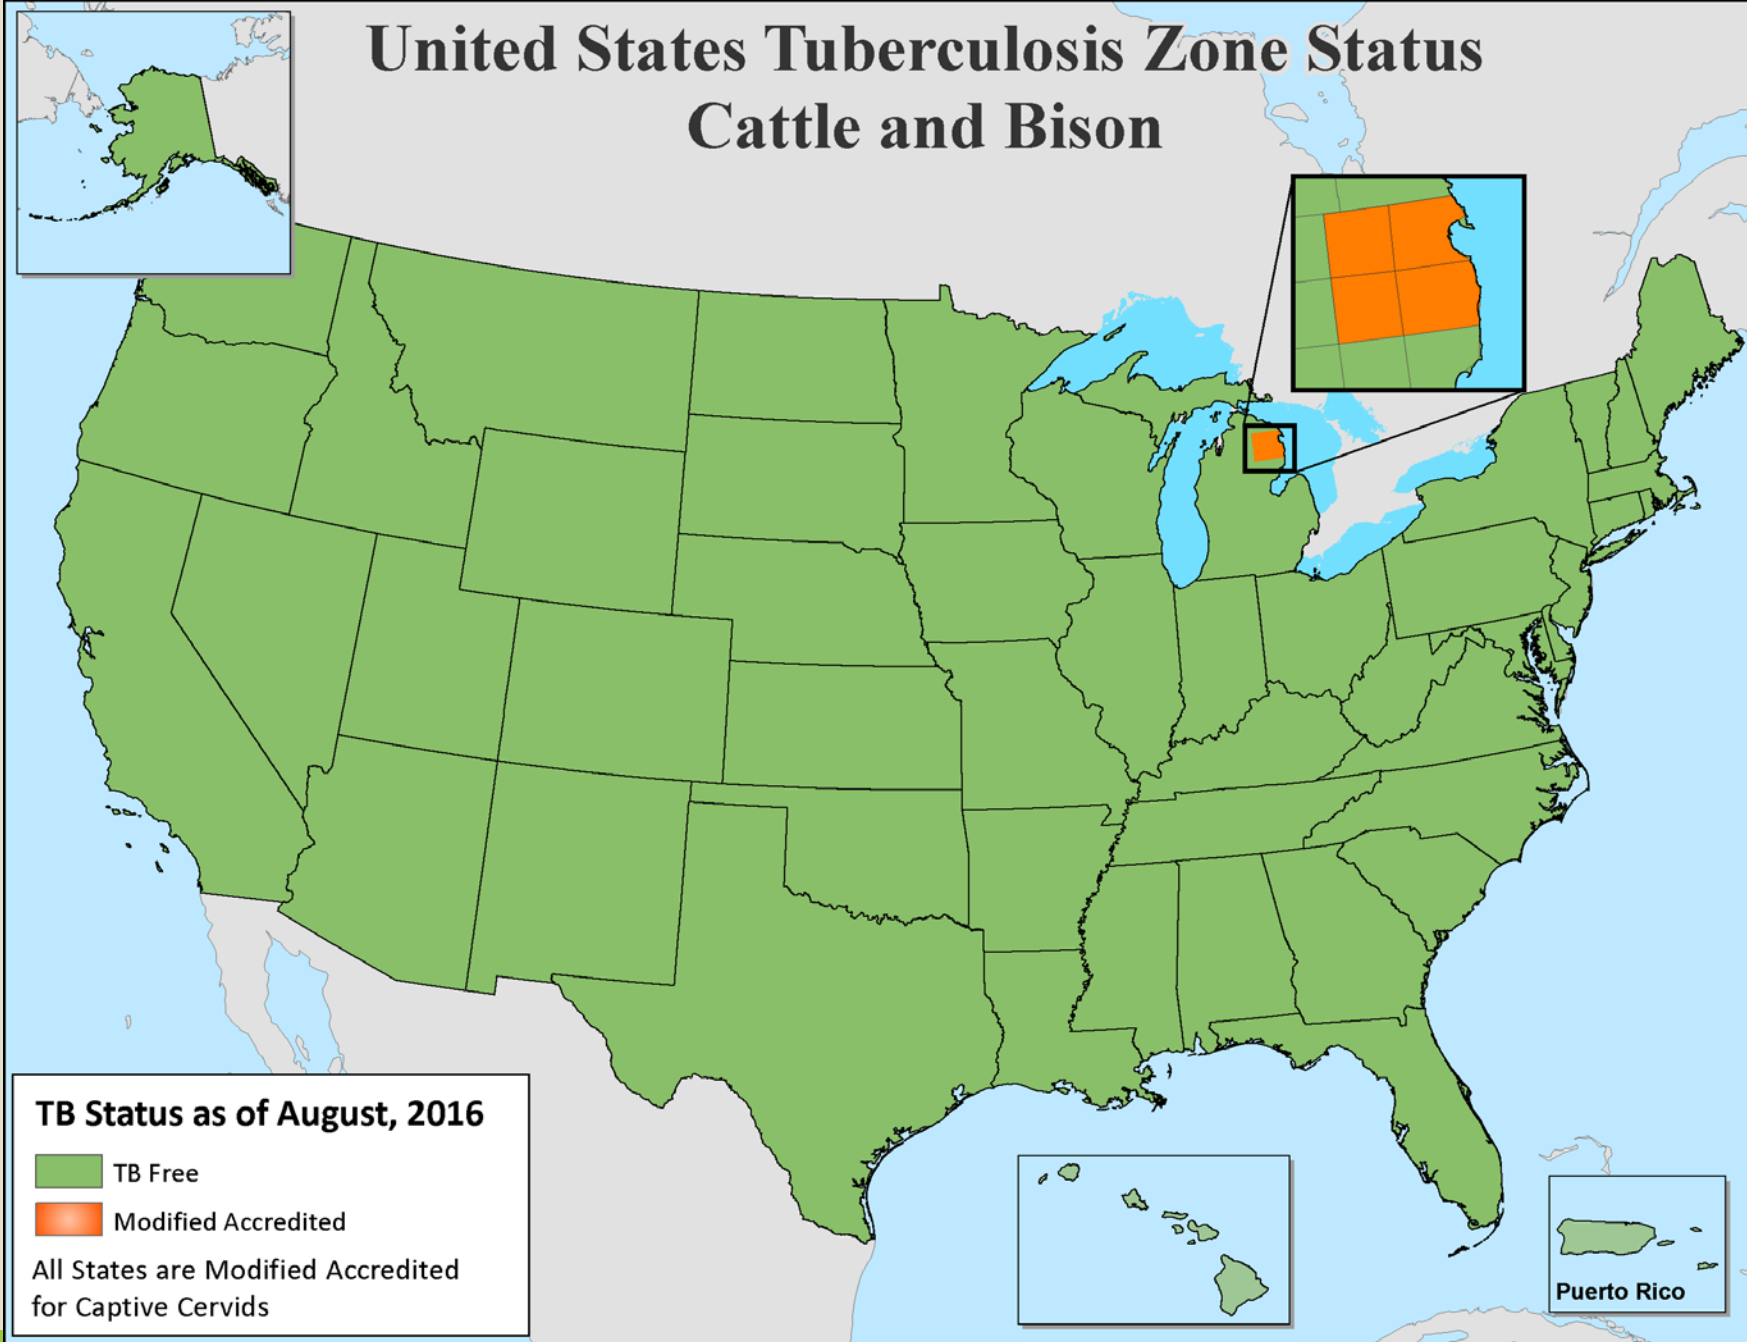 United States Tuberculosis Zone Status
Cattle and Bison
TB Status as of August, 2016
TB Free
Modified Accredited
All States are Modified Accredited
for Captive Cervids
Puerto Rico